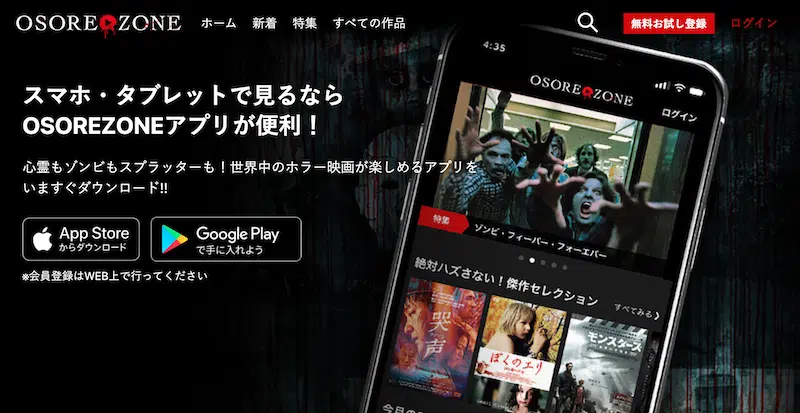 OSOREZONE
ホーム
新着
特集
すべての作品
無料お試し登録
ログイン
スマホ・タブレットで見るなら
OSOREZONEアプリが便利！
心霊もゾンビもスプラッターも！世界中のホラー映画が楽しめるアプリを
いますぐダウンロード!!
App Store
からダウンロード
Google Play
で手に入れよう
※会員登録はWEB上で行ってください
4:35
OSOREZONE
ログイン
特集
ゾンビ・フィーバー・フォーエバー
絶対ハズさない！傑作セレクション
すべてみる
哭声
ぼくのエリ
モンスターズ